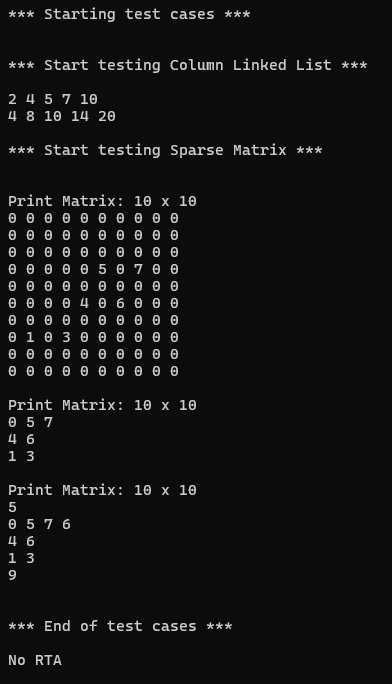 *** Starting test cases ***
*** Start testing Column Linked List ***
2 4 5 7 10
4 8 10 14 20
*** Start testing Sparse Matrix ***
Print Matrix: 10 x 10
0 0 0 0 0 0 0 0 0 0
0 0 0 0 0 0 0 0 0 0
0 0 0 0 0 0 0 0 0 0
0 0 0 0 0 5 0 7 0 0
0 0 0 0 0 0 0 0 0 0
0 0 0 0 4 0 6 0 0 0
0 0 0 0 0 0 0 0 0 0
0 1 0 3 0 0 0 0 0 0
0 0 0 0 0 0 0 0 0 0
0 0 0 0 0 0 0 0 0 0
Print Matrix: 10 x 10
0 5 7
4 6
1 3
Print Matrix: 10 x 10
5
0 5 7 6
4 6
1 3
9
*** End of test cases ***
No RTA